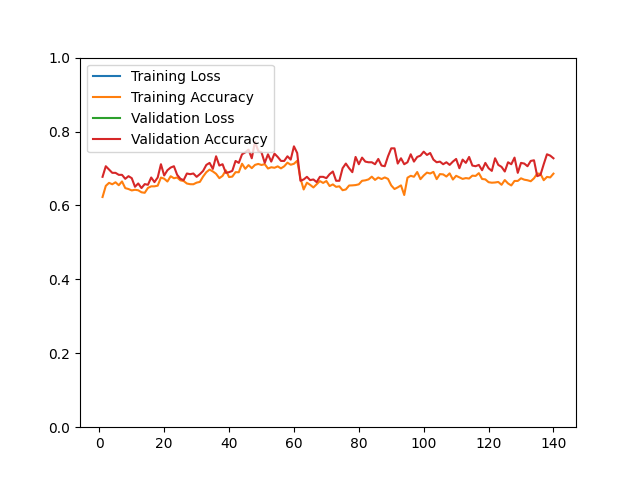 Training Loss
Training Accuracy
Validation Loss
Validation Accuracy
1.0
0.8
0.6
0.4
0.2
0.0
0 20 40 60 80 100 120 140